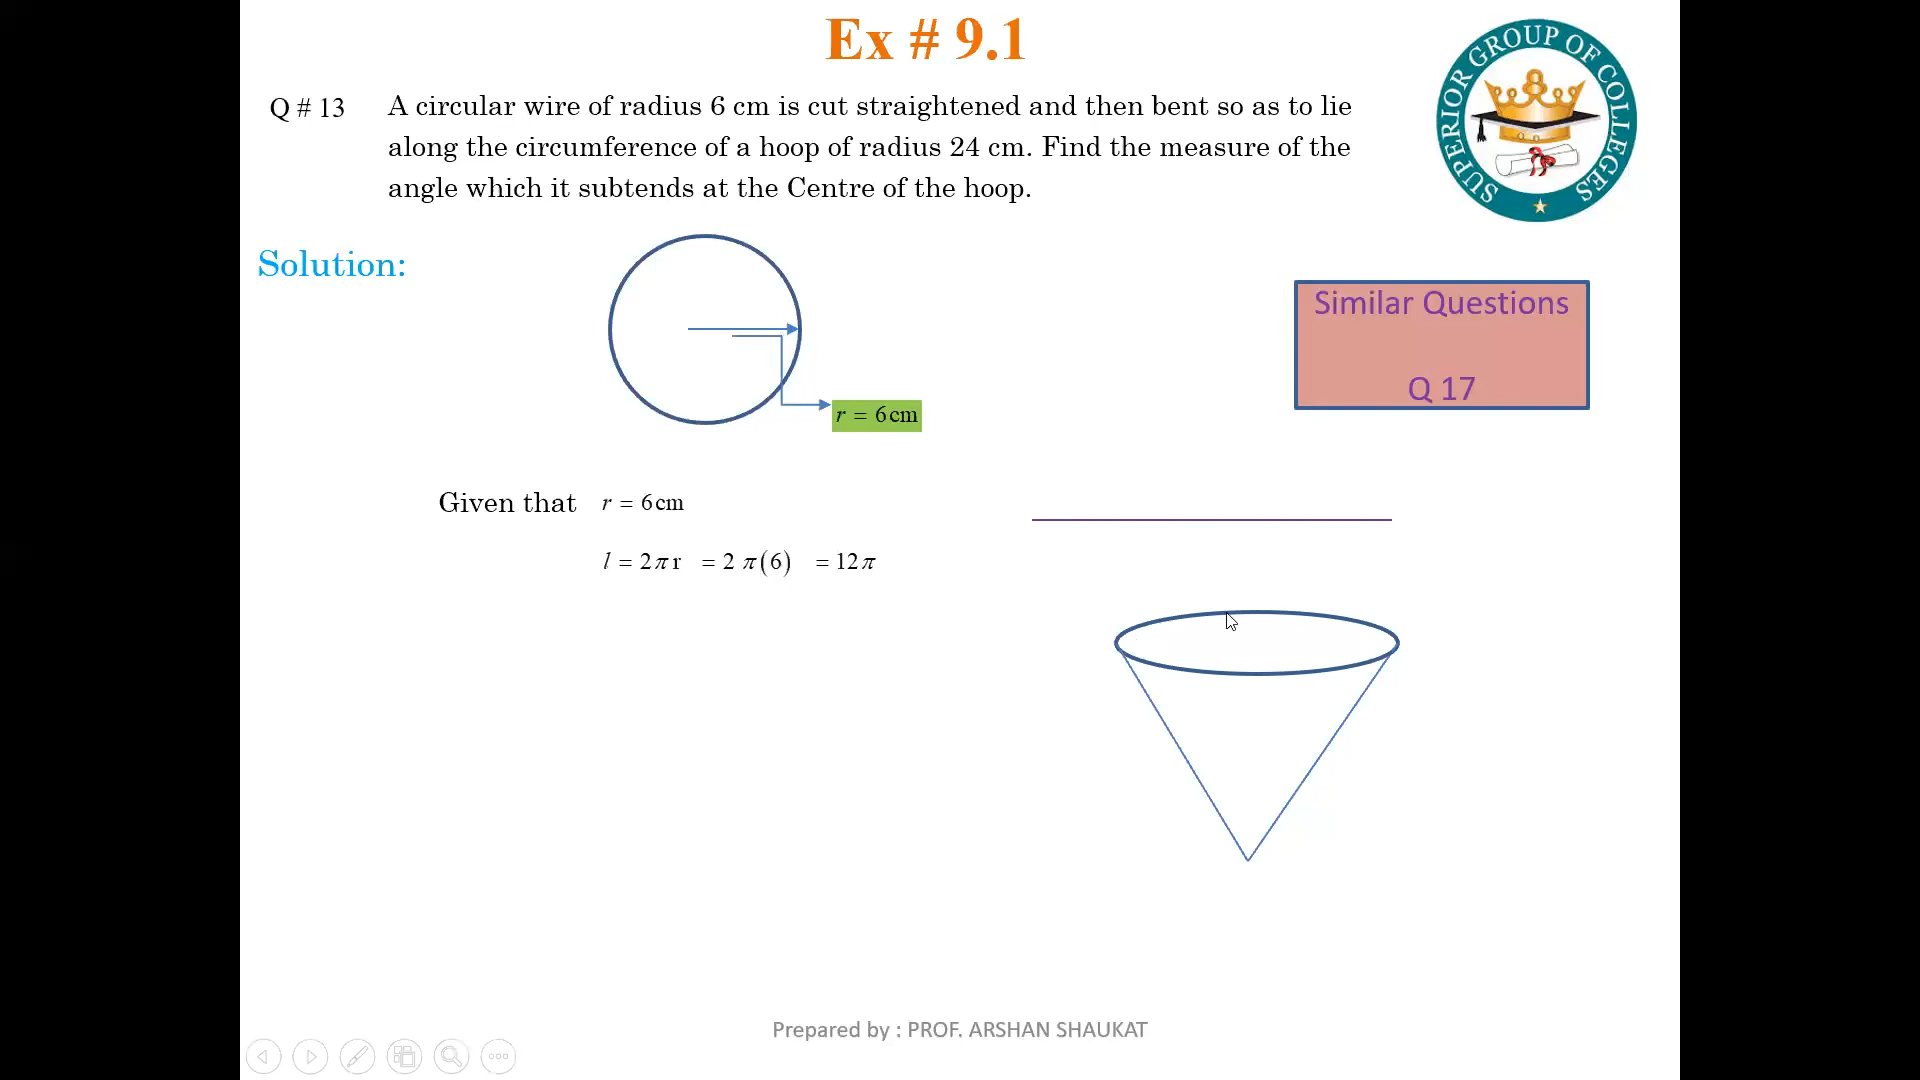 Ex # 9.1
SUPERIOR GROUP OF COLLEGES
Q # 13 A circular wire of radius 6 cm is cut straightened and then bent so as to lie
along the circumference of a hoop of radius 24 cm. Find the measure of the
angle which it subtends at the Centre of the hoop.
Solution:
Similar Questions
Q 17
r = 6cm
Given that r = 6cm
l = 2πr = 2 π(6) = 12π
Prepared by : PROF. ARSHAN SHAUKAT